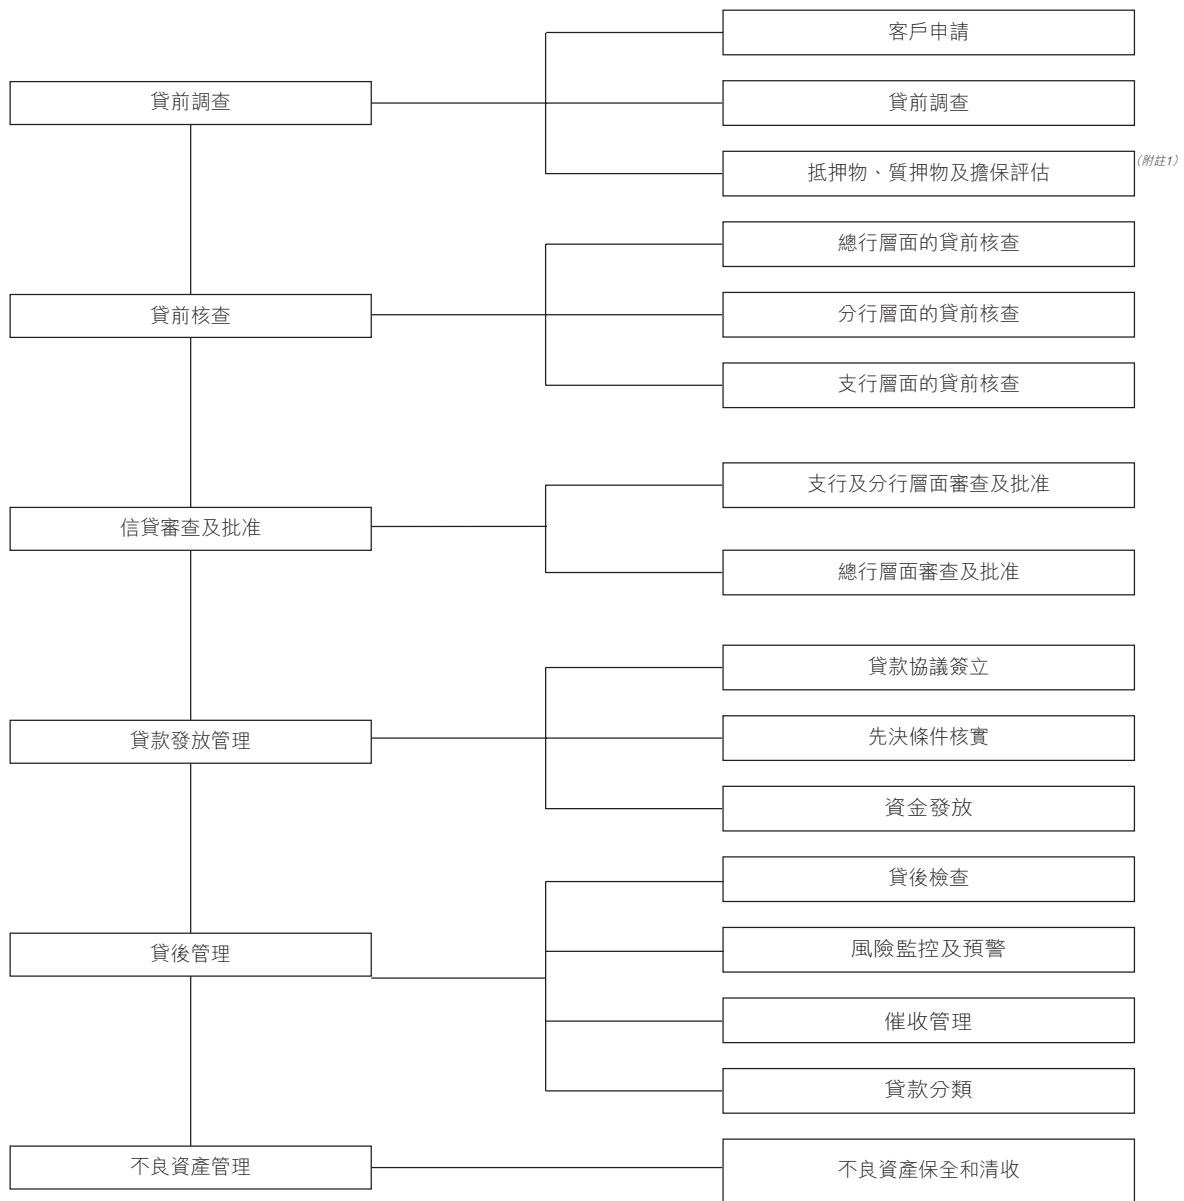 貸前調查
客戶申請
貸前調查
抵押物、質押物及擔保評估
(附註1)
貸前核查
總行層面的貸前核查
分行層面的貸前核查
支行層面的貸前核查
信貸審查及批准
支行及分行層面審查及批准
總行層面審查及批准
貸款發放管理
貸款協議簽立
先決條件核實
資金發放
貸後管理
貸後檢查
風險監控及預警
催收管理
貸款分類
不良資產管理
不良資產保全和清收